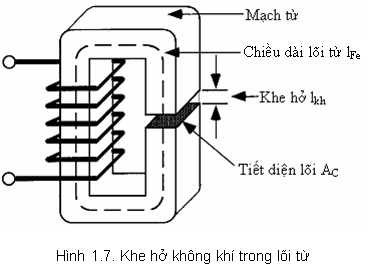 Mạch từ
Chiều dài lõi từ lFe
Khe hở lkh
Tiết diện lõi AC
Hình 1.7. Khe hở không khí trong lõi từ